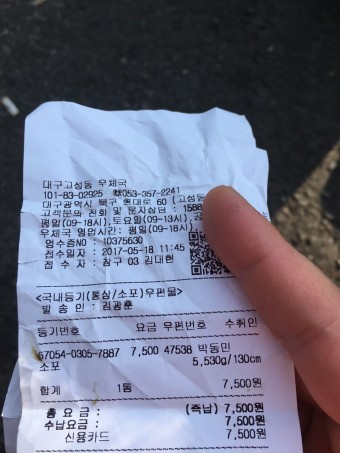 대구고성동 우체국
101-83-02925 ☎053-357-2241
대구광역시 북구 원대로 60 (고성동
고객문의 전화 및 문자상담 : 1588
평일(09-18시),토요일(09-13시),공
우체국 영업시간: 평일(09-18시)
영수증NO : 10375630
접수일자 : 2017-05-18 11:45
접 수 자 : 창구 03 김대현
<국내등기(통상/소포)우편물>
발 송 인 : 김광훈
등기번호 요금 우편번호 수취인
67054-0305-7887 7,500 47538 박동민
소포 5,530g/130cm
합계 1통 7,500원
총 요 금 : (즉납) 7,500원
수납요금 : 7,500원
신용카드 7,500원